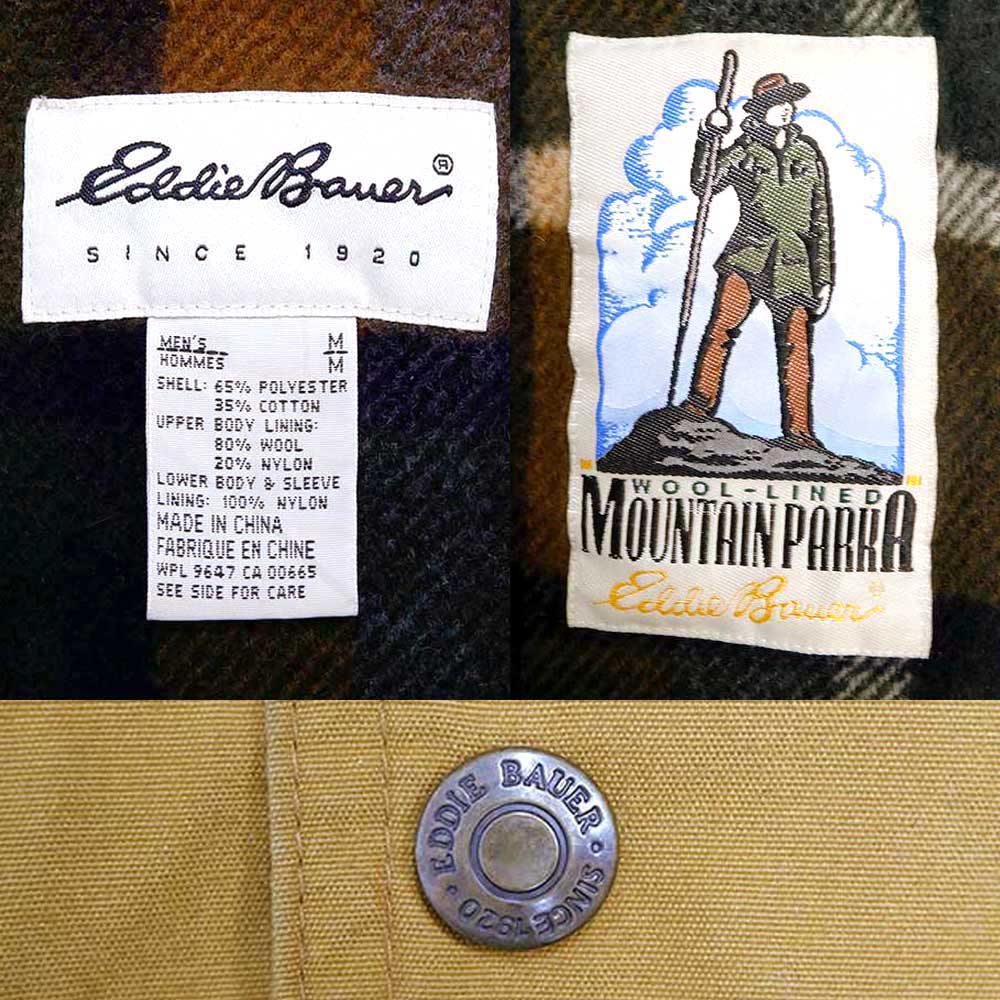 Eddie Bauer®
SINCE 1920
MEN'S M
HOMMES M
SHELL: 65% POLYESTER
35% COTTON
UPPER BODY LINING:
80% WOOL
20% NYLON
LOWER BODY & SLEEVE
LINING: 100% NYLON
MADE IN CHINA
FABRIQUE EN CHINE
WPL 9647 CA 00665
SEE SIDE FOR CARE
WOOL-LINED
MOUNTAIN PARKA
Eddie Bauer®
EDDIE BAUER • SINCE 1920 •